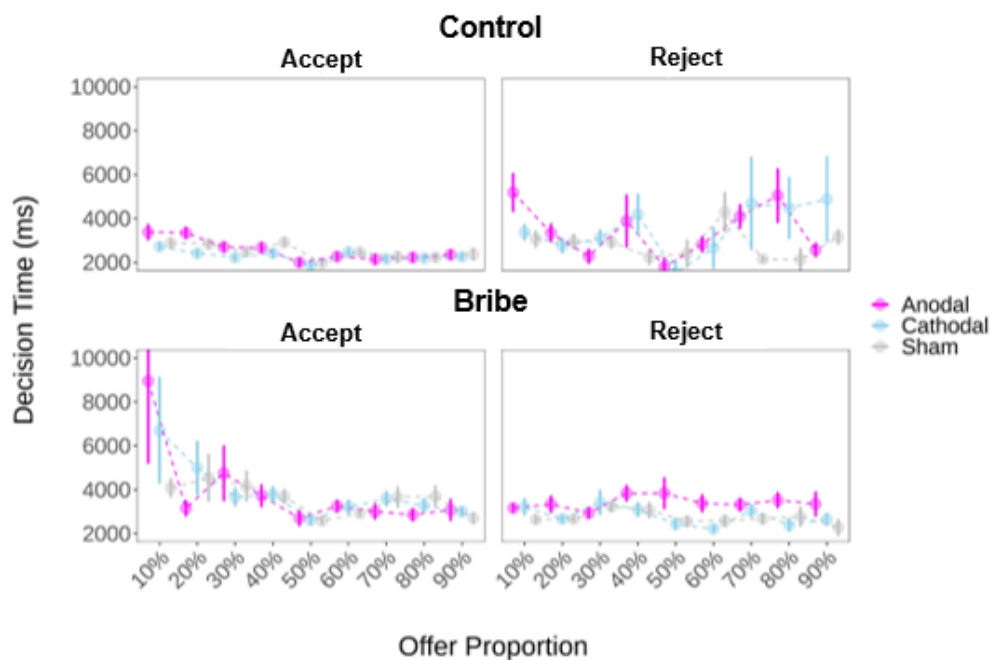 Control
Accept
Reject
10000
8000
6000
4000
2000
Decision Time (ms)
Bribe
Accept
Reject
10000
8000
6000
4000
2000
Anodal
Cathodal
Sham
10% 20% 30% 40% 50% 60% 70% 80% 90%
10% 20% 30% 40% 50% 60% 70% 80% 90%
Offer Proportion